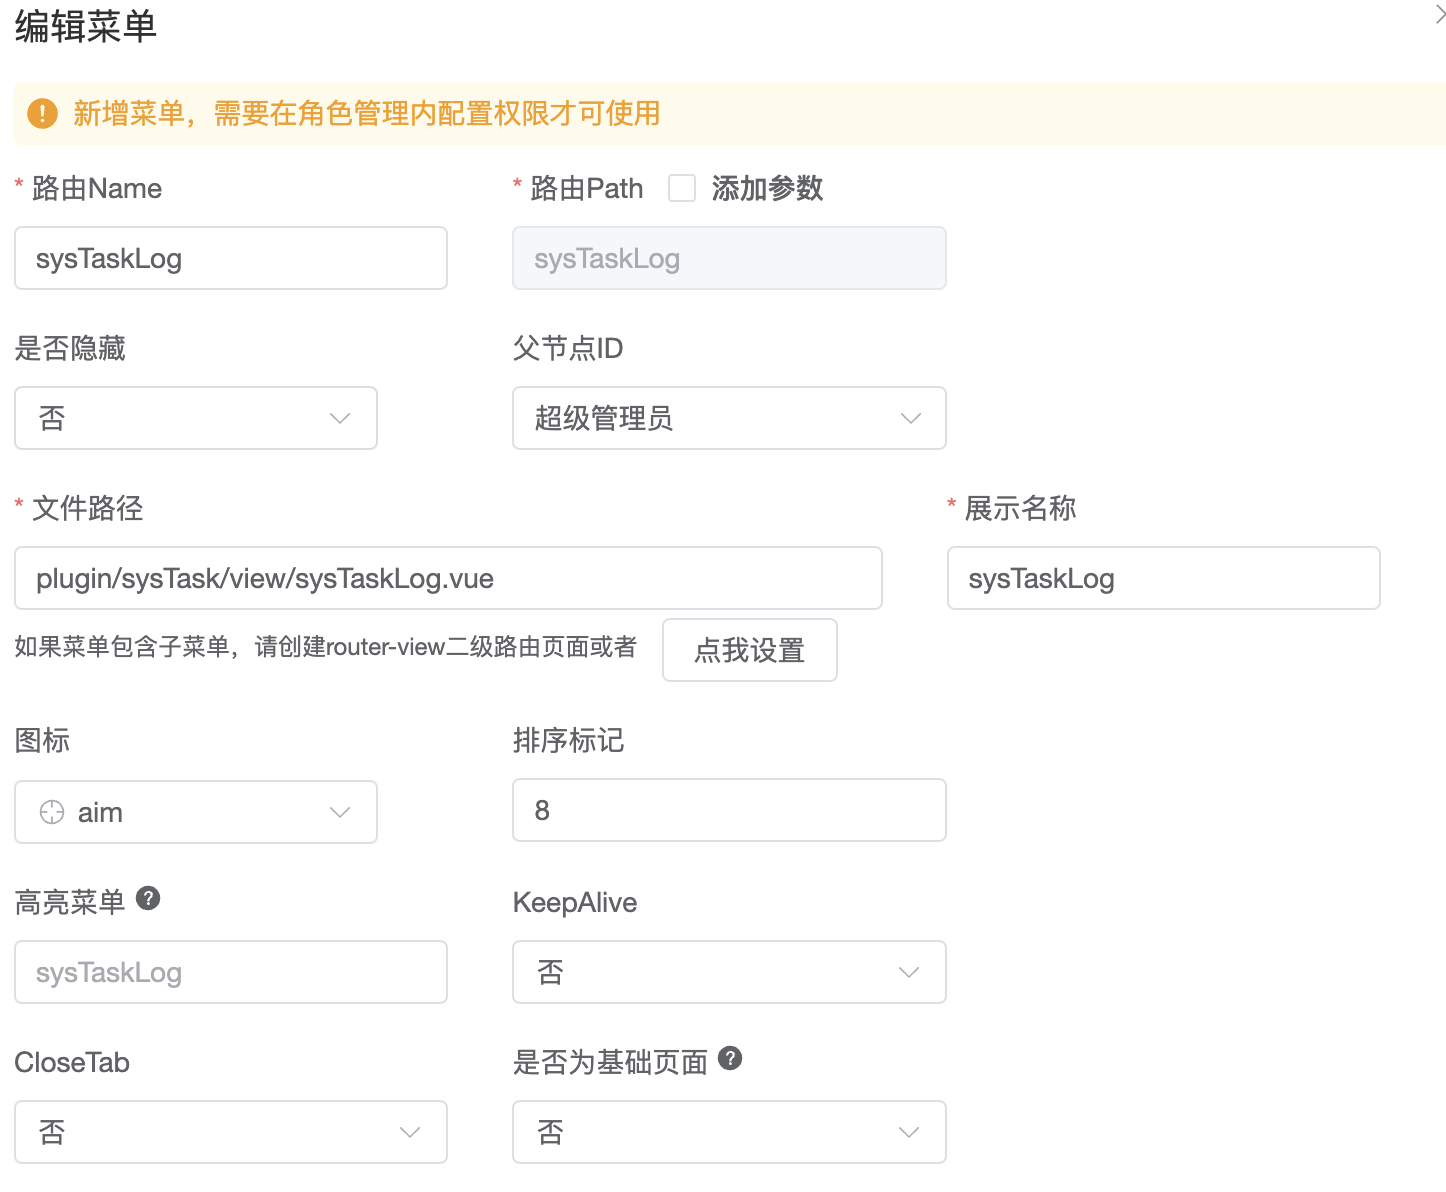 编辑菜单
新增菜单，需要在角色管理内配置权限才可使用
* 路由Name
* 路由Path 添加参数
sysTaskLog
sysTaskLog
是否隐藏
父节点ID
否
超级管理员
* 文件路径
* 展示名称
plugin/sysTask/view/sysTaskLog.vue
sysTaskLog
如果菜单包含子菜单，请创建router-view二级路由页面或者
点我设置
图标
排序标记
aim
8
高亮菜单
KeepAlive
sysTaskLog
否
CloseTab
是否为基础页面
否
否